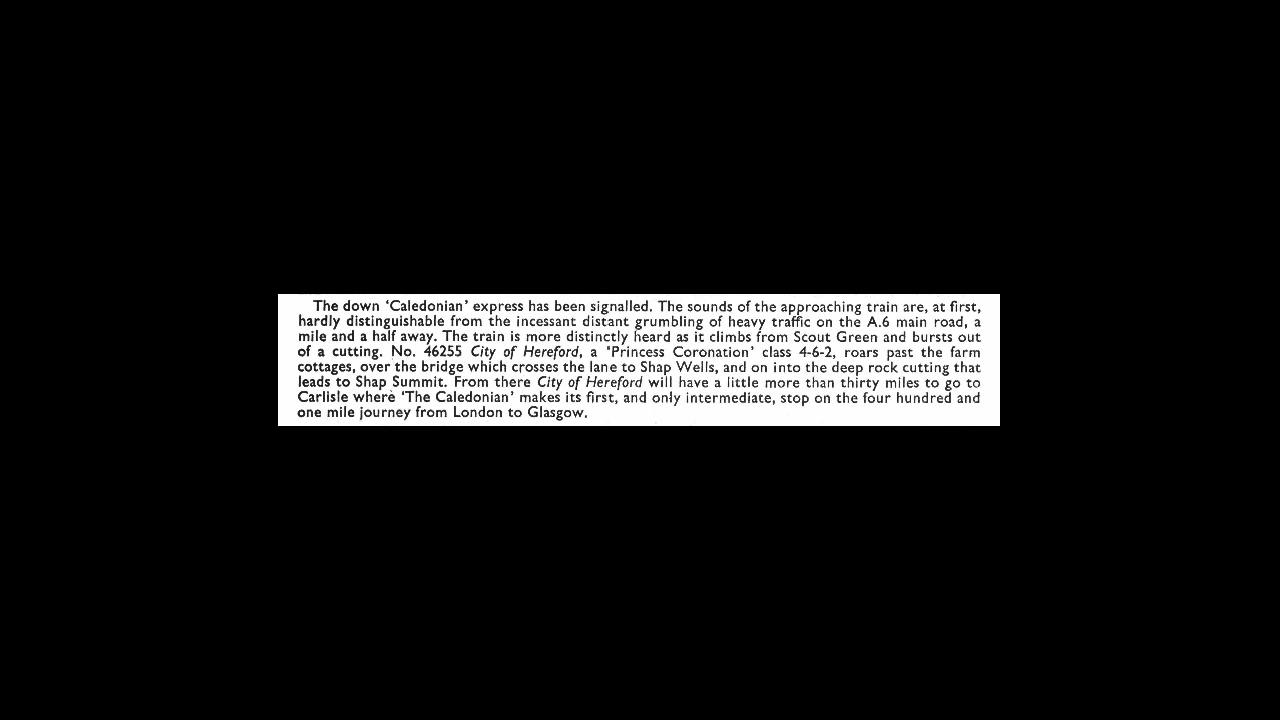 The down ‘Caledonian’ express has been signalled. The sounds of the approaching train are, at first,
hardly distinguishable from the incessant distant grumbling of heavy traffic on the A.6 main road, a
mile and a half away. The train is more distinctly heard as it climbs from Scout Green and bursts out
of a cutting. No. 46255 City of Hereford, a ‘Princess Coronation’ class 4-6-2, roars past the farm
cottages, over the bridge which crosses the lane to Shap Wells, and on into the deep rock cutting that
leads to Shap Summit. From there City of Hereford will have a little more than thirty miles to go to
Carlisle where ‘The Caledonian’ makes its first, and only intermediate, stop on the four hundred and
one mile journey from London to Glasgow.